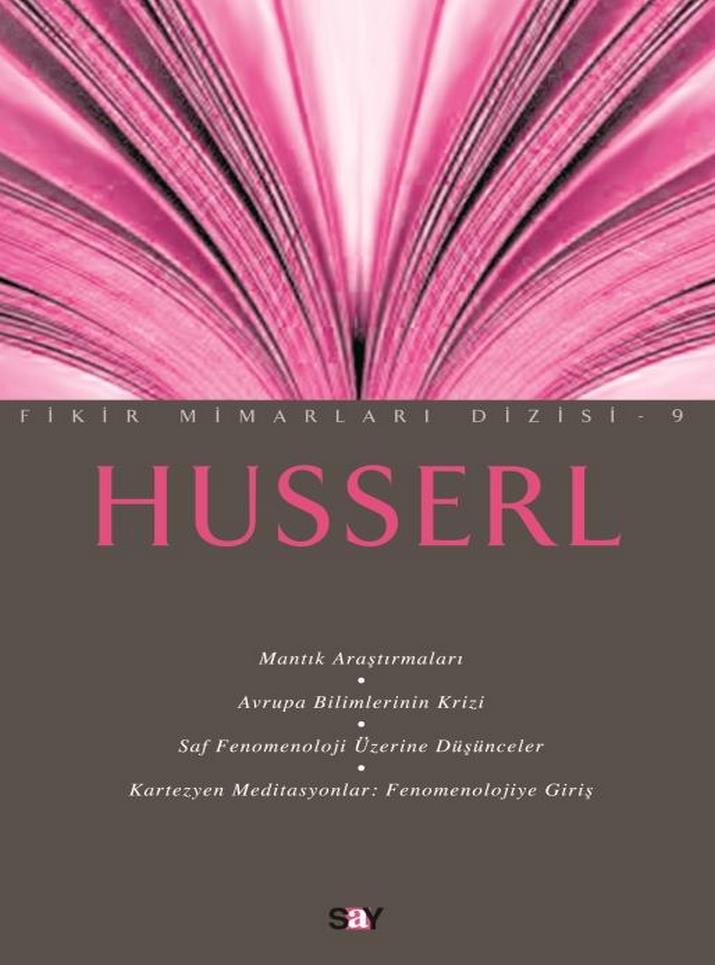 FİKİR MİMARLARI DİZİSİ - 9
HUSSERL
Mantık Araştırmaları
•
Avrupa Bilimlerinin Krizi
•
Saf Fenomenoloji Üzerine Düşünceler
•
Kartezyen Meditasyonlar: Fenomenolojiye Giriş
SaY